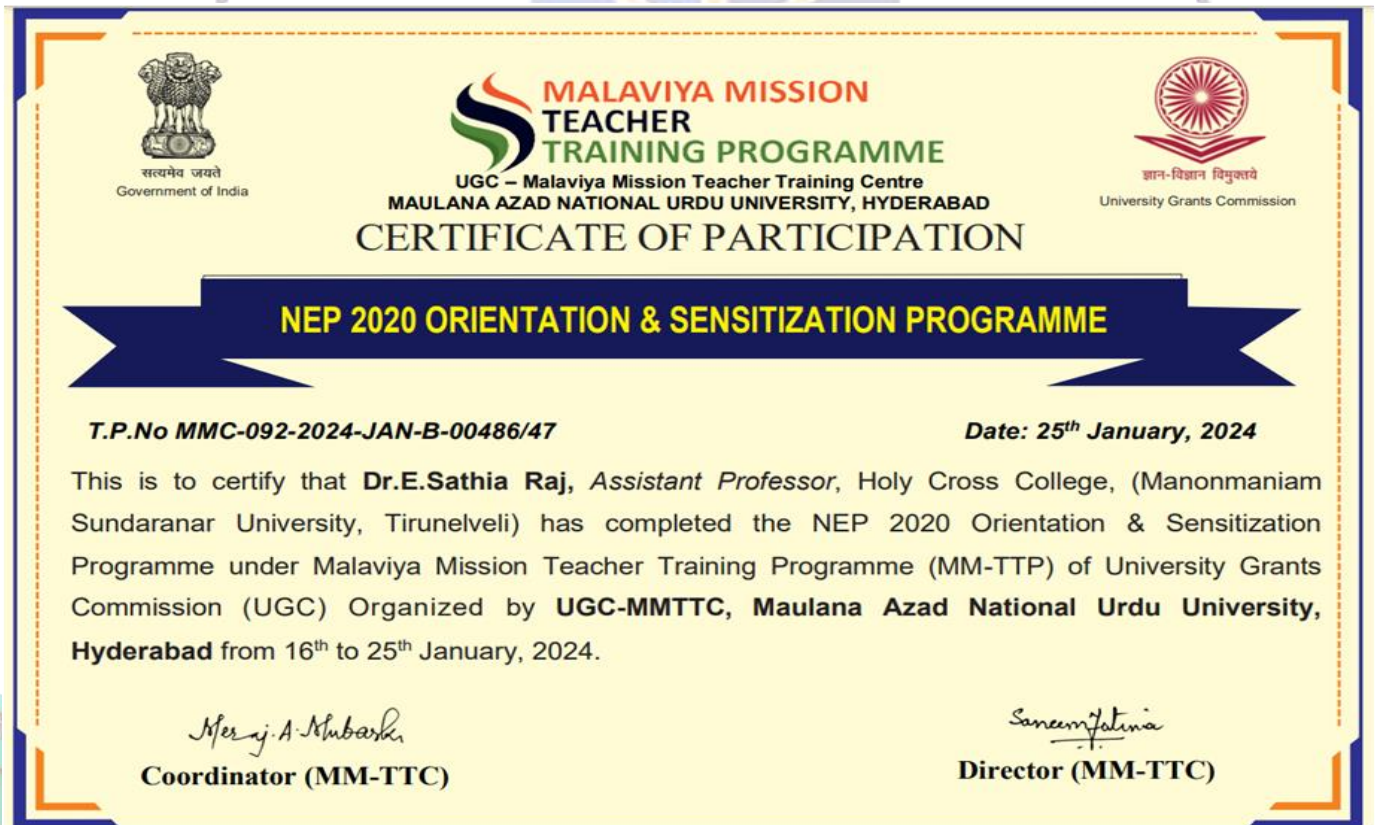 सत्यमेव जयते
Government of India
MALAVIYA MISSION
TEACHER
TRAINING PROGRAMME
UGC – Malaviya Mission Teacher Training Centre
MAULANA AZAD NATIONAL URDU UNIVERSITY, HYDERABAD
ज्ञान-विज्ञान विमुक्तये
University Grants Commission
CERTIFICATE OF PARTICIPATION
NEP 2020 ORIENTATION & SENSITIZATION PROGRAMME
T.P.No MMC-092-2024-JAN-B-00486/47
Date: 25th January, 2024
This is to certify that Dr.E.Sathia Raj, Assistant Professor, Holy Cross College, (Manonmaniam
Sundaranar University, Tirunelveli) has completed the NEP 2020 Orientation & Sensitization
Programme under Malaviya Mission Teacher Training Programme (MM-TTP) of University Grants
Commission (UGC) Organized by UGC-MMTTC, Maulana Azad National Urdu University,
Hyderabad from 16th to 25th January, 2024.
Meraj. A.
Coordinator (MM-TTC)
Director (MM-TTC)